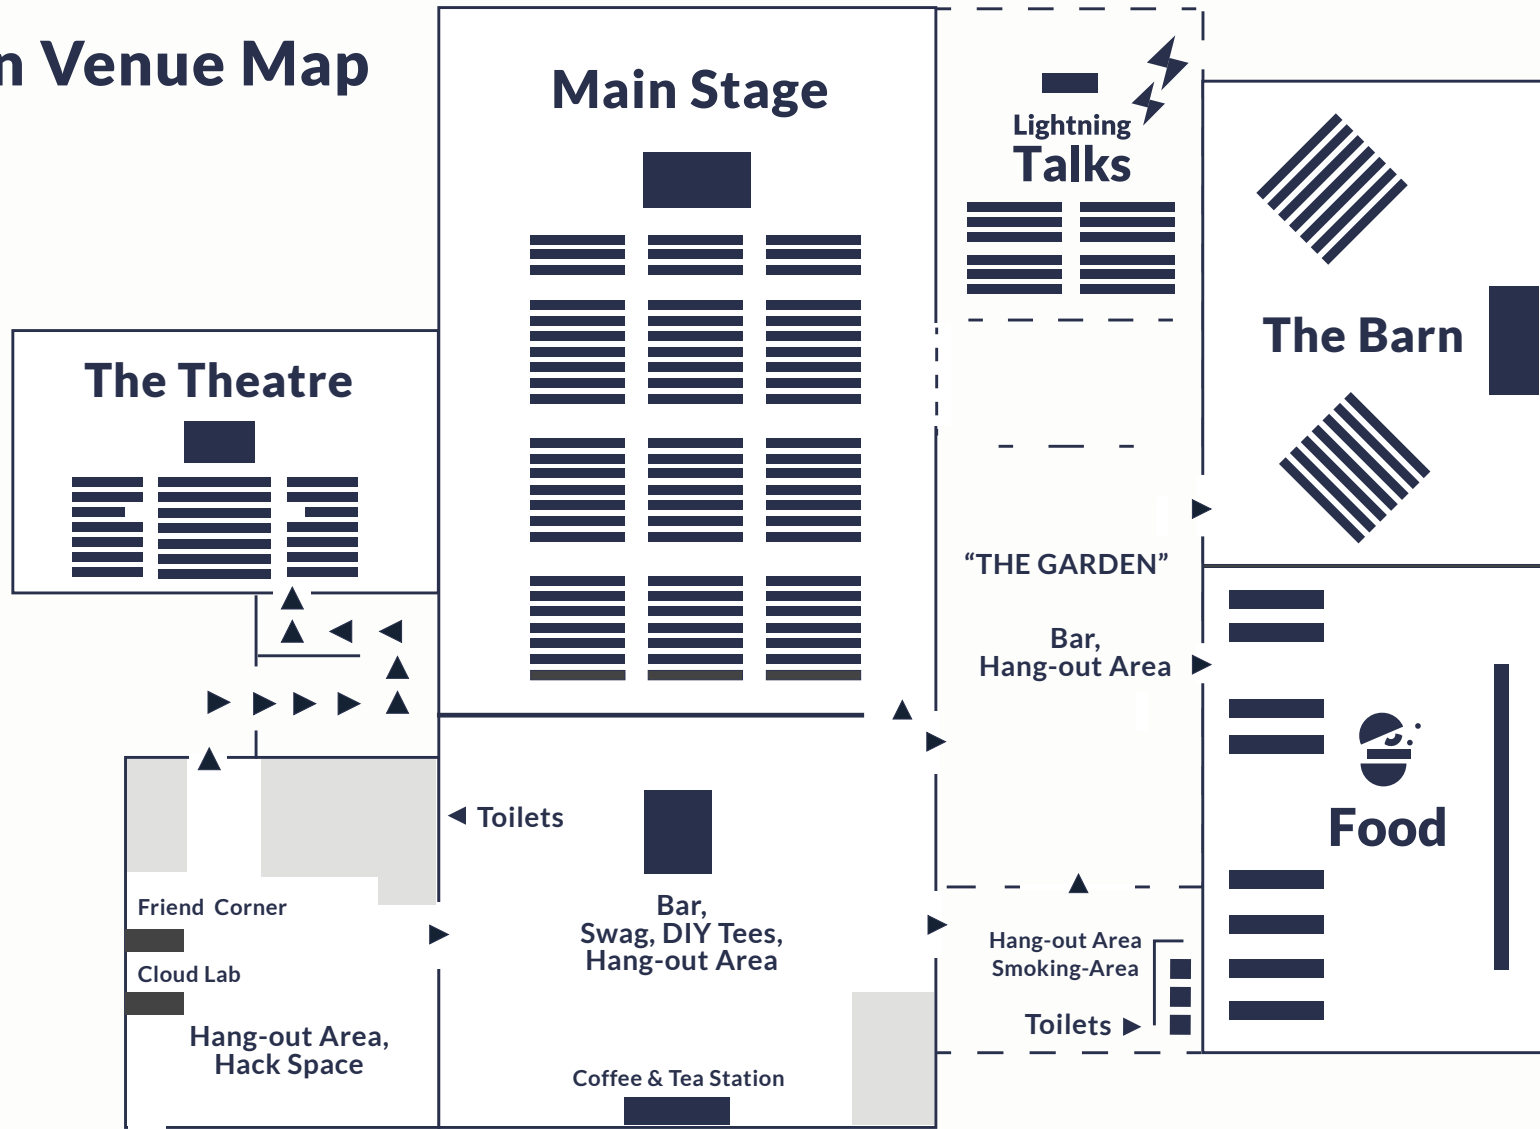 n Venue Map
Main Stage
Lightning
Talks
The Barn
The Theatre
“THE GARDEN”
Bar,
Hang-out Area
Food
Toilets
Bar,
Swag, DIY Tees,
Hang-out Area
Friend Corner
Cloud Lab
Hang-out Area,
Hack Space
Hang-out Area
Smoking-Area
Toilets
Coffee & Tea Station